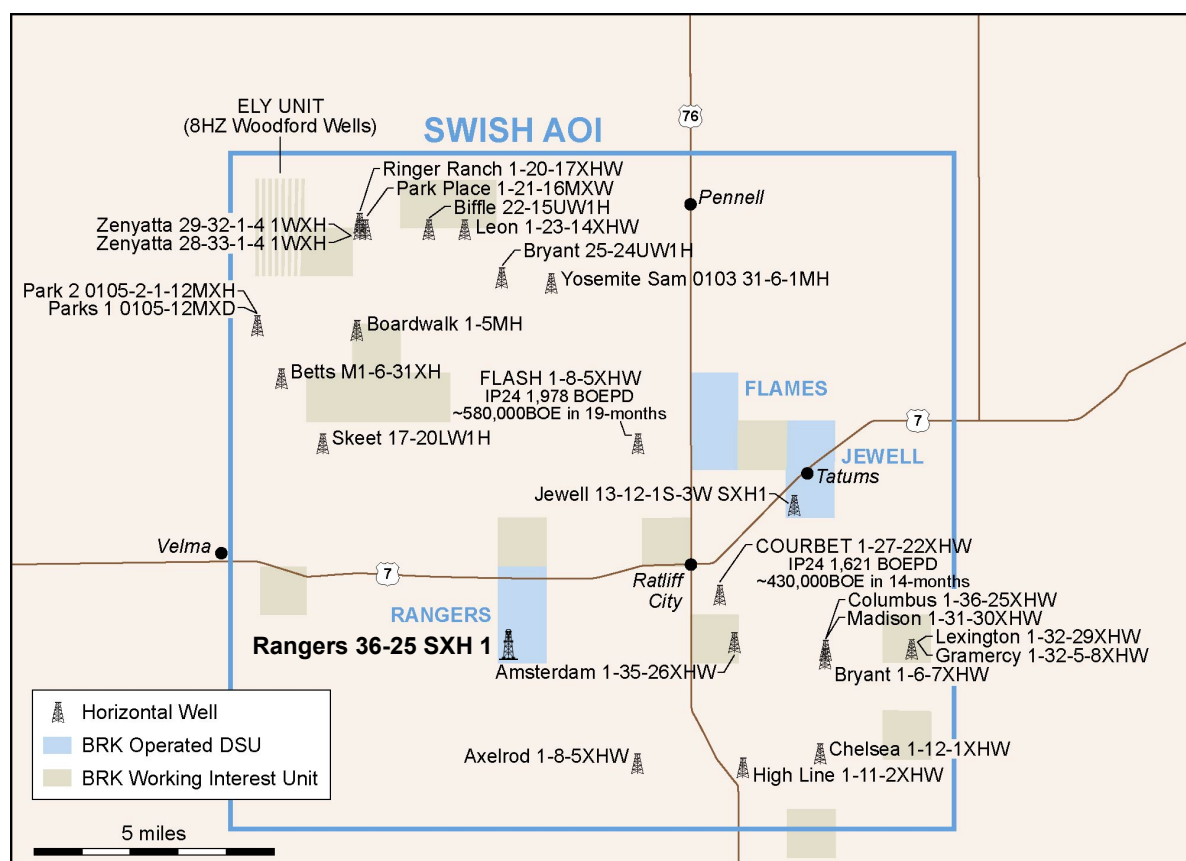 ELY UNIT
(8HZ Woodford Wells)
SWISH AOI
76
Ringer Ranch 1-20-17XHW
Park Place 1-21-16MXW
Biffle 22-15UW1H
Leon 1-23-14XHW
Pennell
Zenyatta 29-32-1-4 1WXH
Zenyatta 28-33-1-4 1WXH
Bryant 25-24UW1H
Yosemite Sam 0103 31-6-1MH
Park 2 0105-2-1-12MXH
Parks 1 0105-12MXD
Boardwalk 1-5MH
Betts M1-6-31XH
FLASH 1-8-5XHW
IP24 1,978 BOEPD
~580,000BOE in 19-months
FLAMES
7
Skeet 17-20LW1H
JEWELL
Tatums
Jewell 13-12-1S-3W SXH1
Velma
COURBET 1-27-22XHW
IP24 1,621 BOEPD
~430,000BOE in 14-months
7
Ratliff
City
Columbus 1-36-25XHW
Madison 1-31-30XHW
RANGERS
Rangers 36-25 SXH 1
Lexington 1-32-29XHW
Gramercy 1-32-5-8XHW
Amsterdam 1-35-26XHW
Bryant 1-6-7XHW
Horizontal Well
BRK Operated DSU
BRK Working Interest Unit
Axelrod 1-8-5XHW
Chelsea 1-12-1XHW
High Line 1-11-2XHW
5 miles